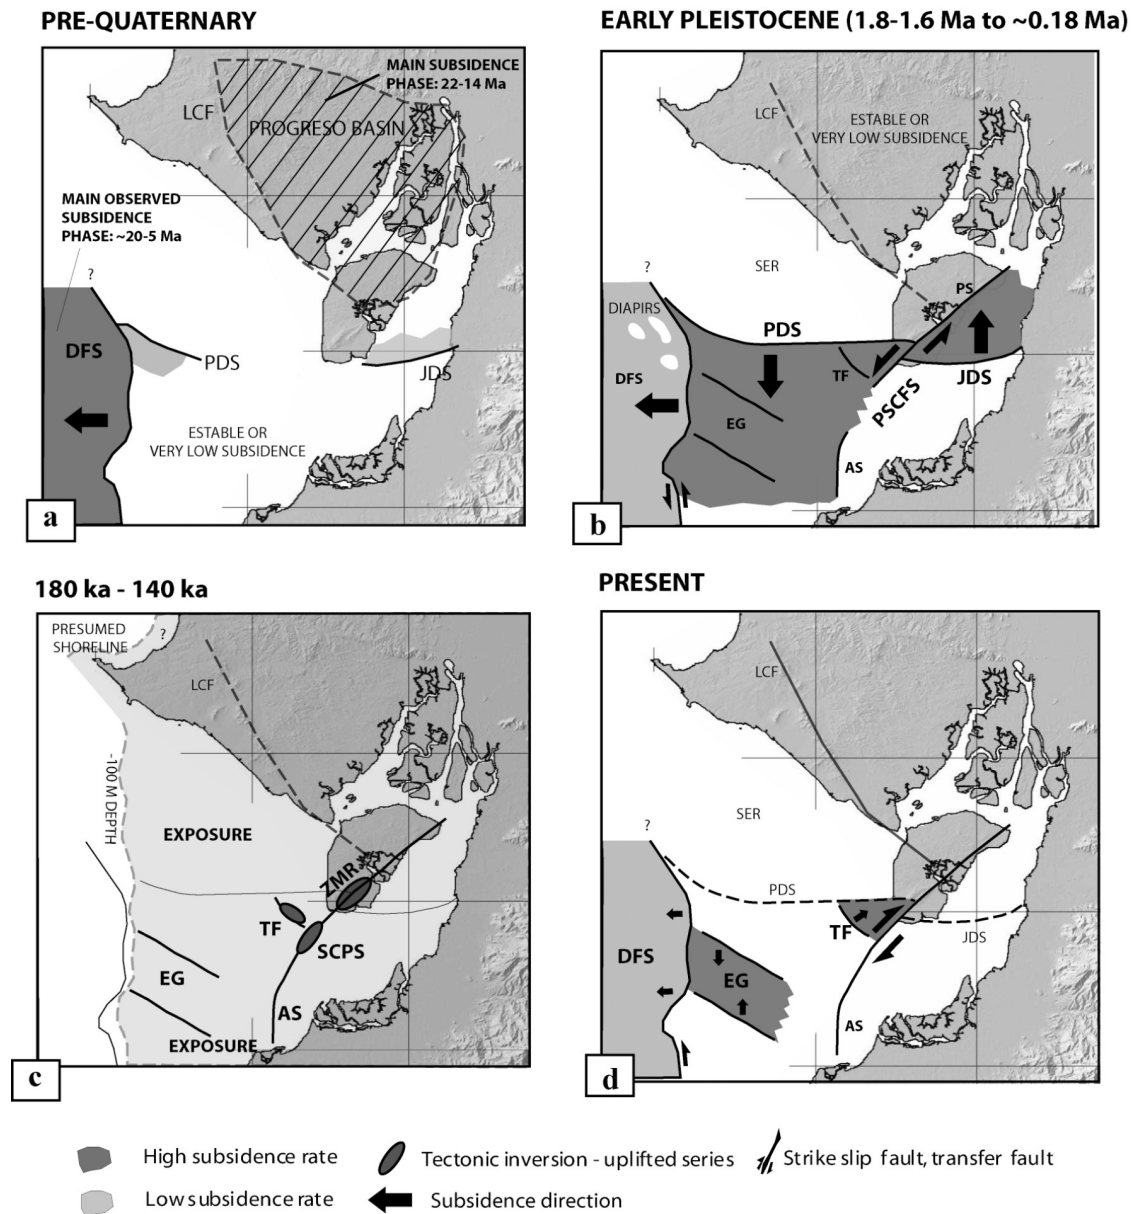 PRE-QUATERNARY
MAIN SUBSIDENCE
PHASE: 22-14 Ma
LCF
PROGRESO BASIN
MAIN OBSERVED
SUBSIDENCE
PHASE: ~20-5 Ma
?
DFS
PDS
JDS
ESTABLE OR
VERY LOW SUBSIDENCE
a
EARLY PLEISTOCENE (1.8-1.6 Ma to ~0.18 Ma)
LCF
ESTABLE OR
VERY LOW SUBSIDENCE
SER
?
PS
DIAPIRS
PDS
DFS
TF
JDS
PSCFS
EG
AS
b
180 ka - 140 ka
PRESUMED
SHORELINE
?
LCF
-100 M DEPTH
EXPOSURE
ZMR
TF
SCPS
EG
AS
EXPOSURE
c
PRESENT
LCF
SER
?
PDS
TF
JDS
DFS
EG
AS
d
High subsidence rate
Tectonic inversion - uplifted series
Strike slip fault, transfer fault
Low subsidence rate
Subsidence direction